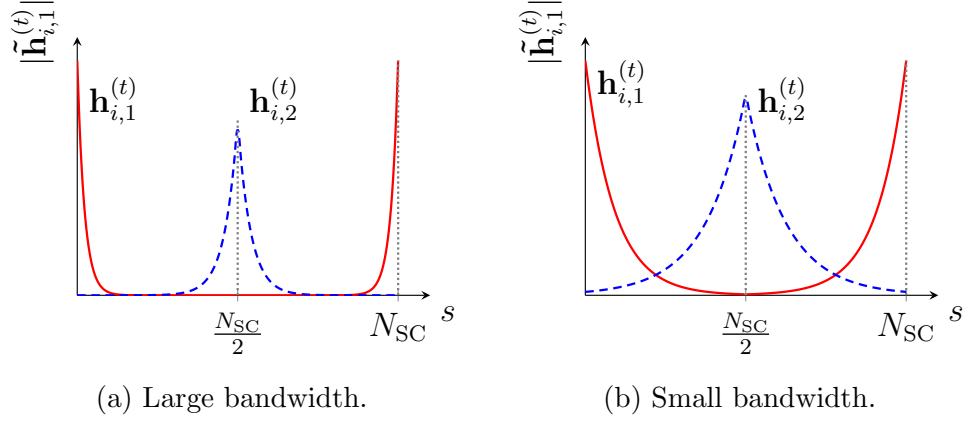 |h̃_{i,1}^{(t)}|
h_{i,1}^{(t)}
h_{i,2}^{(t)}
N_SC/2
N_SC
s
(a) Large bandwidth.
|h̃_{i,1}^{(t)}|
h_{i,1}^{(t)}
h_{i,2}^{(t)}
N_SC/2
N_SC
s
(b) Small bandwidth.